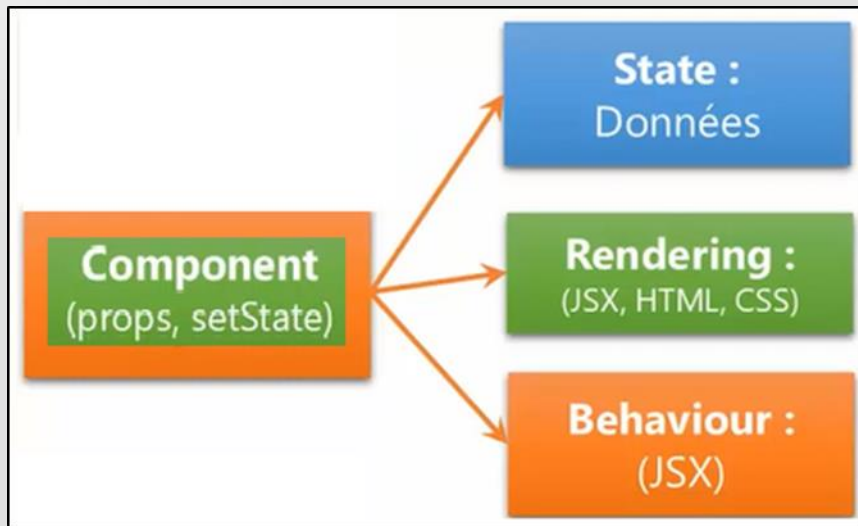 Component
(props, setState)
State :
Données
Rendering :
(JSX, HTML, CSS)
Behaviour :
(JSX)